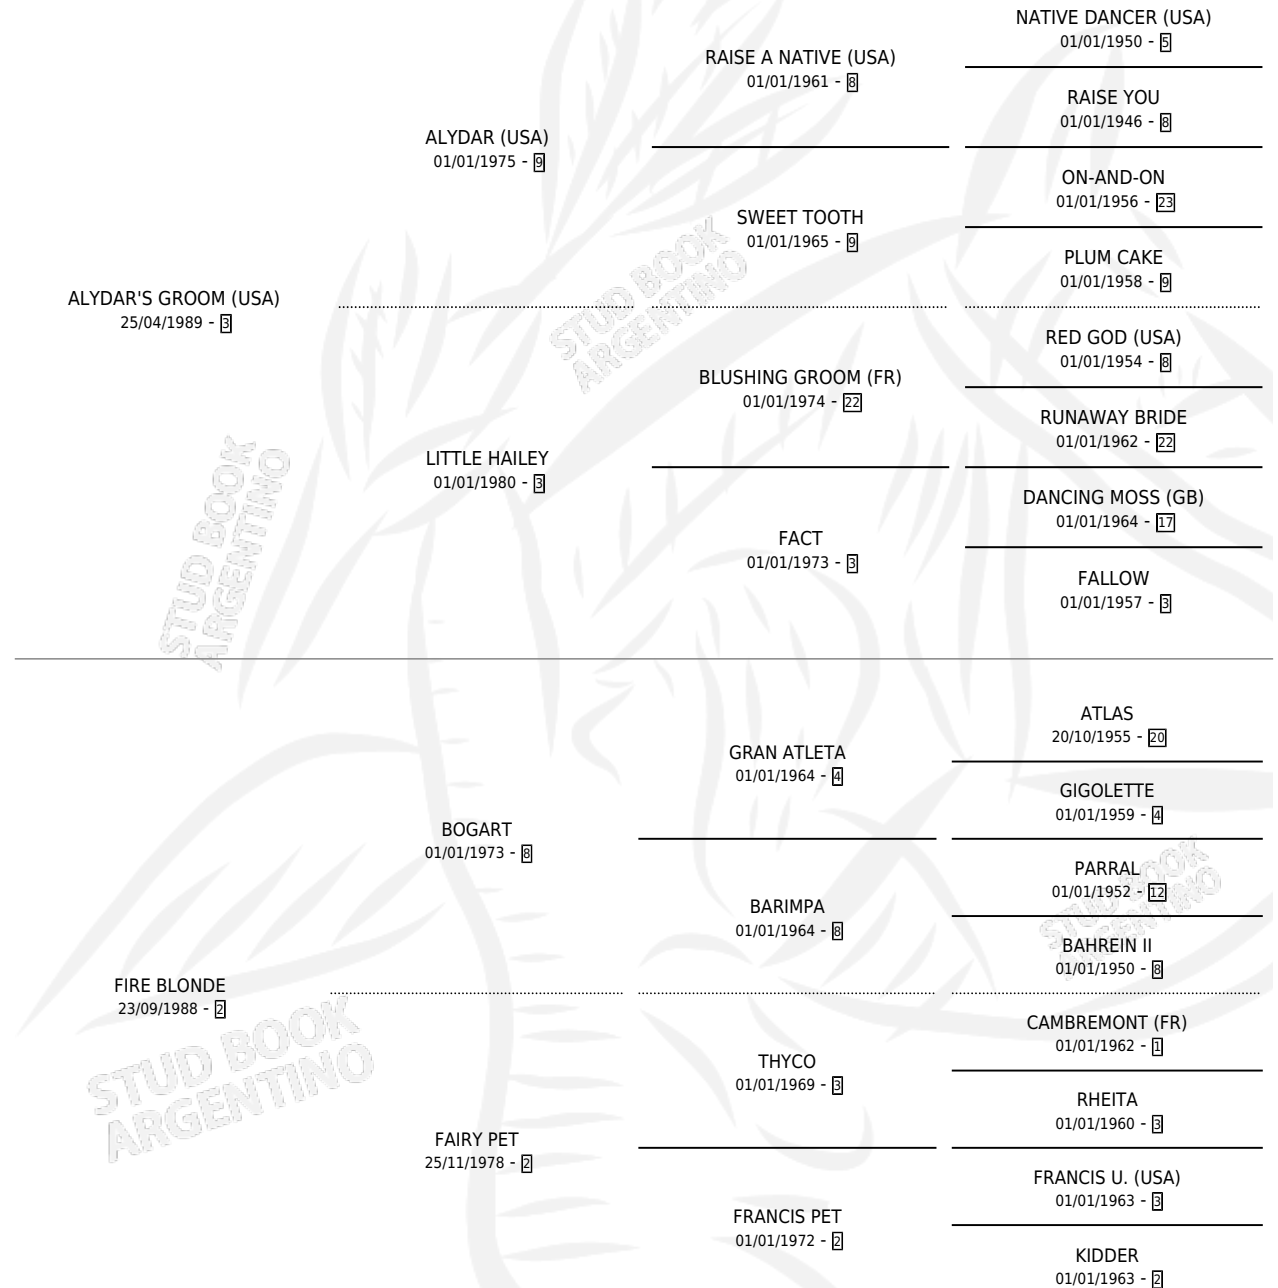 NATIVE DANCER (USA)
01/01/1950 - 5
RAISE A NATIVE (USA)
01/01/1961 - 8
RAISE YOU
01/01/1946 - 8
ALYDAR (USA)
01/01/1975 - 9
ON-AND-ON
01/01/1956 - 23
SWEET TOOTH
01/01/1965 - 9
PLUM CAKE
01/01/1958 - 9
ALYDAR'S GROOM (USA)
25/04/1989 - 3
STUD BOOK
ARGENTINO
RED GOD (USA)
01/01/1954 - 8
BLUSHING GROOM (FR)
01/01/1974 - 22
RUNAWAY BRIDE
01/01/1962 - 22
LITTLE HAILEY
01/01/1980 - 3
DANCING MOSS (GB)
01/01/1964 - 17
FACT
01/01/1973 - 3
FALLOW
01/01/1957 - 3
STUD BOOK
ARGENTINO
ATLAS
20/10/1955 - 20
GRAN ATLETA
01/01/1964 - 4
GIGOLETTE
01/01/1959 - 4
BOGART
01/01/1973 - 8
PARRAL
01/01/1952 - 12
BARIMPA
01/01/1964 - 8
STUD BOOK
ARGENTINO
BAHREIN II
01/01/1950 - 8
FIRE BLONDE
23/09/1988 - 2
CAMBREMONT (FR)
01/01/1962 - 1
THYCO
01/01/1969 - 3
STUD BOOK
ARGENTINO
RHEITA
01/01/1960 - 3
FAIRY PET
25/11/1978 - 2
FRANCIS U. (USA)
01/01/1963 - 3
FRANCIS PET
01/01/1972 - 2
KIDDER
01/01/1963 - 2